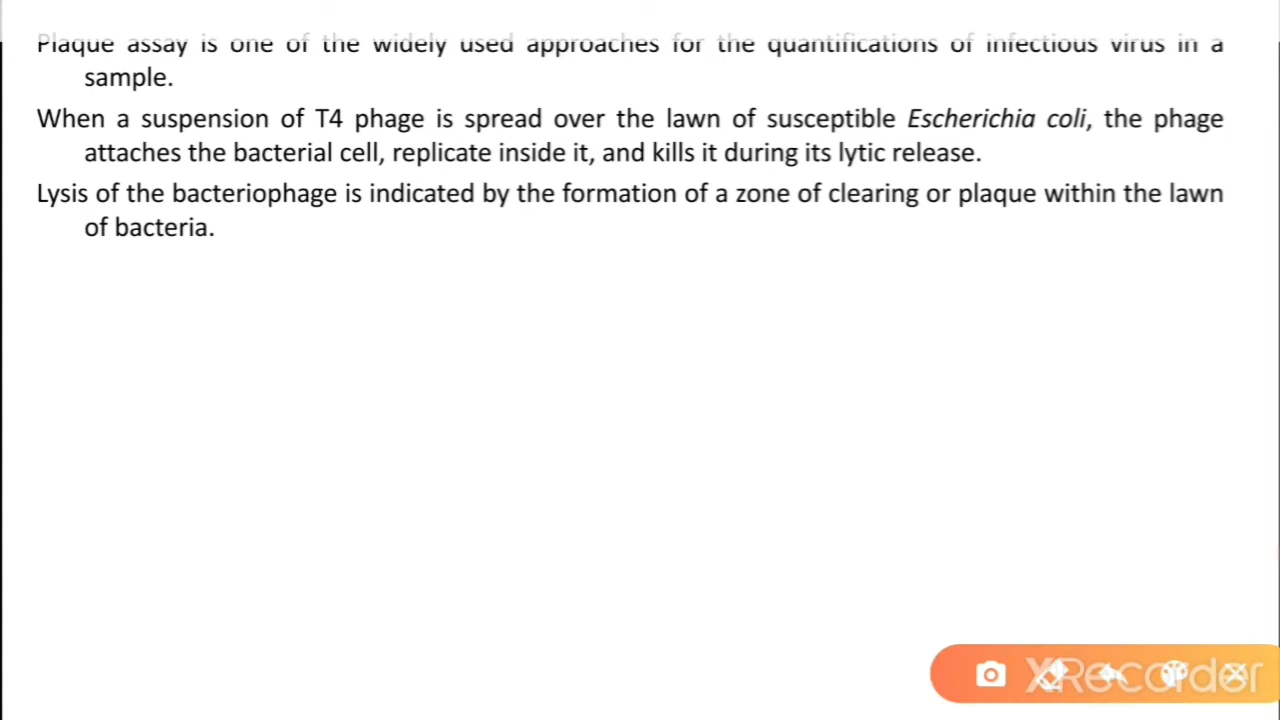 Plaque assay is one of the widely used approaches for the quantifications of infectious virus in a
sample.
When a suspension of T4 phage is spread over the lawn of susceptible Escherichia coli, the phage
attaches the bacterial cell, replicate inside it, and kills it during its lytic release.
Lysis of the bacteriophage is indicated by the formation of a zone of clearing or plaque within the lawn
of bacteria.
XRecorder